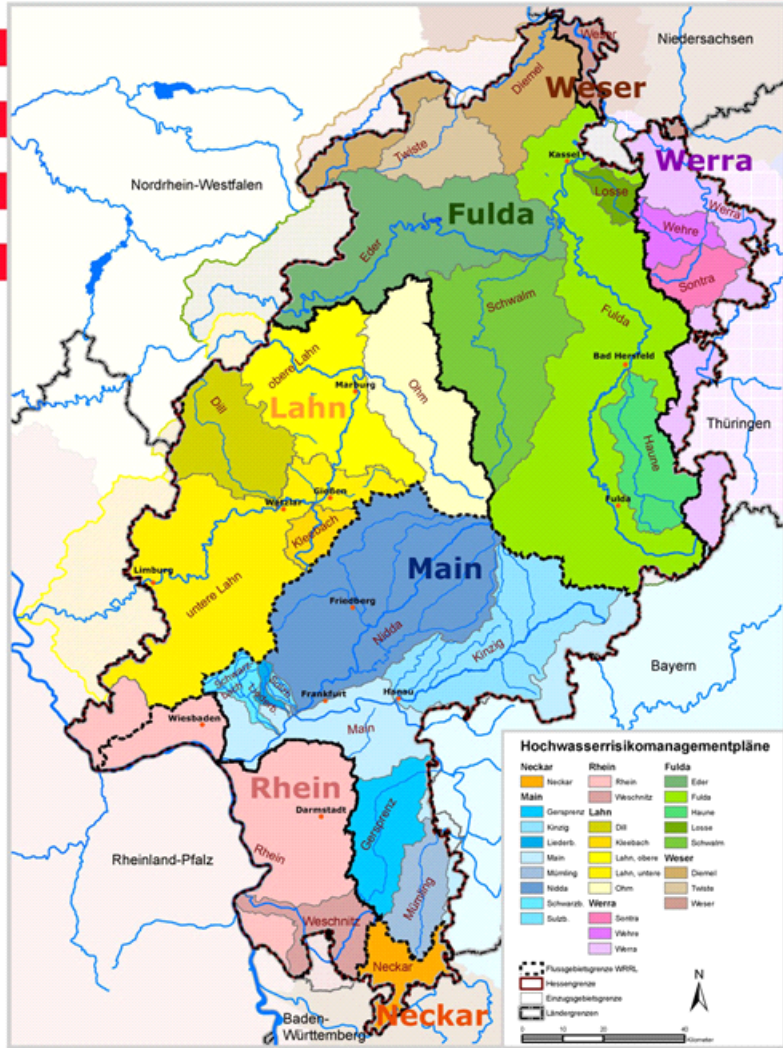 Weser
Niedersachsen
Diemel
Weser
Twiste
Kassel
Werra
Nordrhein-Westfalen
Losse
Werra
Fulda
Wehre
Eder
Sontra
Schwalm
Fulda
obere Lahn
Bad Hersfeld
Marburg
Ohm
Lahn
Dill
Thüringen
Haune
Gießen
Wetzlar
Fulda
Kleebach
Main
Limburg
untere Lahn
Friedberg
Nidda
Kinzig
Bayern
Schwarz-
bach
Liederb.
Sulzb.
Frankfurt
Hanau
Wiesbaden
Main
Rhein
Darmstadt
Gersprenz
Rheinland-Pfalz
Rhein
Mümling
Weschnitz
Neckar
Baden-
Württemberg
Neckar
Hochwasserrisikomanagementpläne
Neckar
Neckar
Main
Gersprenz
Kinzig
Liederb.
Main
Mümling
Nidda
Schwarzb.
Sulzb.
Rhein
Rhein
Weschnitz
Lahn
Dill
Kleebach
Lahn, obere
Lahn, untere
Ohm
Werra
Sontra
Wehre
Werra
Fulda
Eder
Fulda
Haune
Losse
Schwalm
Weser
Diemel
Twiste
Weser
Flussgebietsgrenze WRRL
Hessengrenze
Einzugsgebietsgrenze
Ländergrenzen
N
0 10 20 40
Kilometer